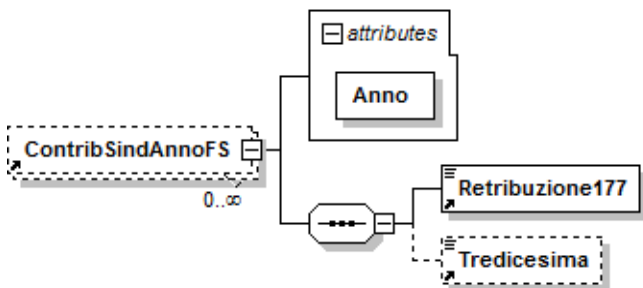 attributes
Anno
ContribSindAnnoFS
0..∞
Retribuzione177
Tredicesima